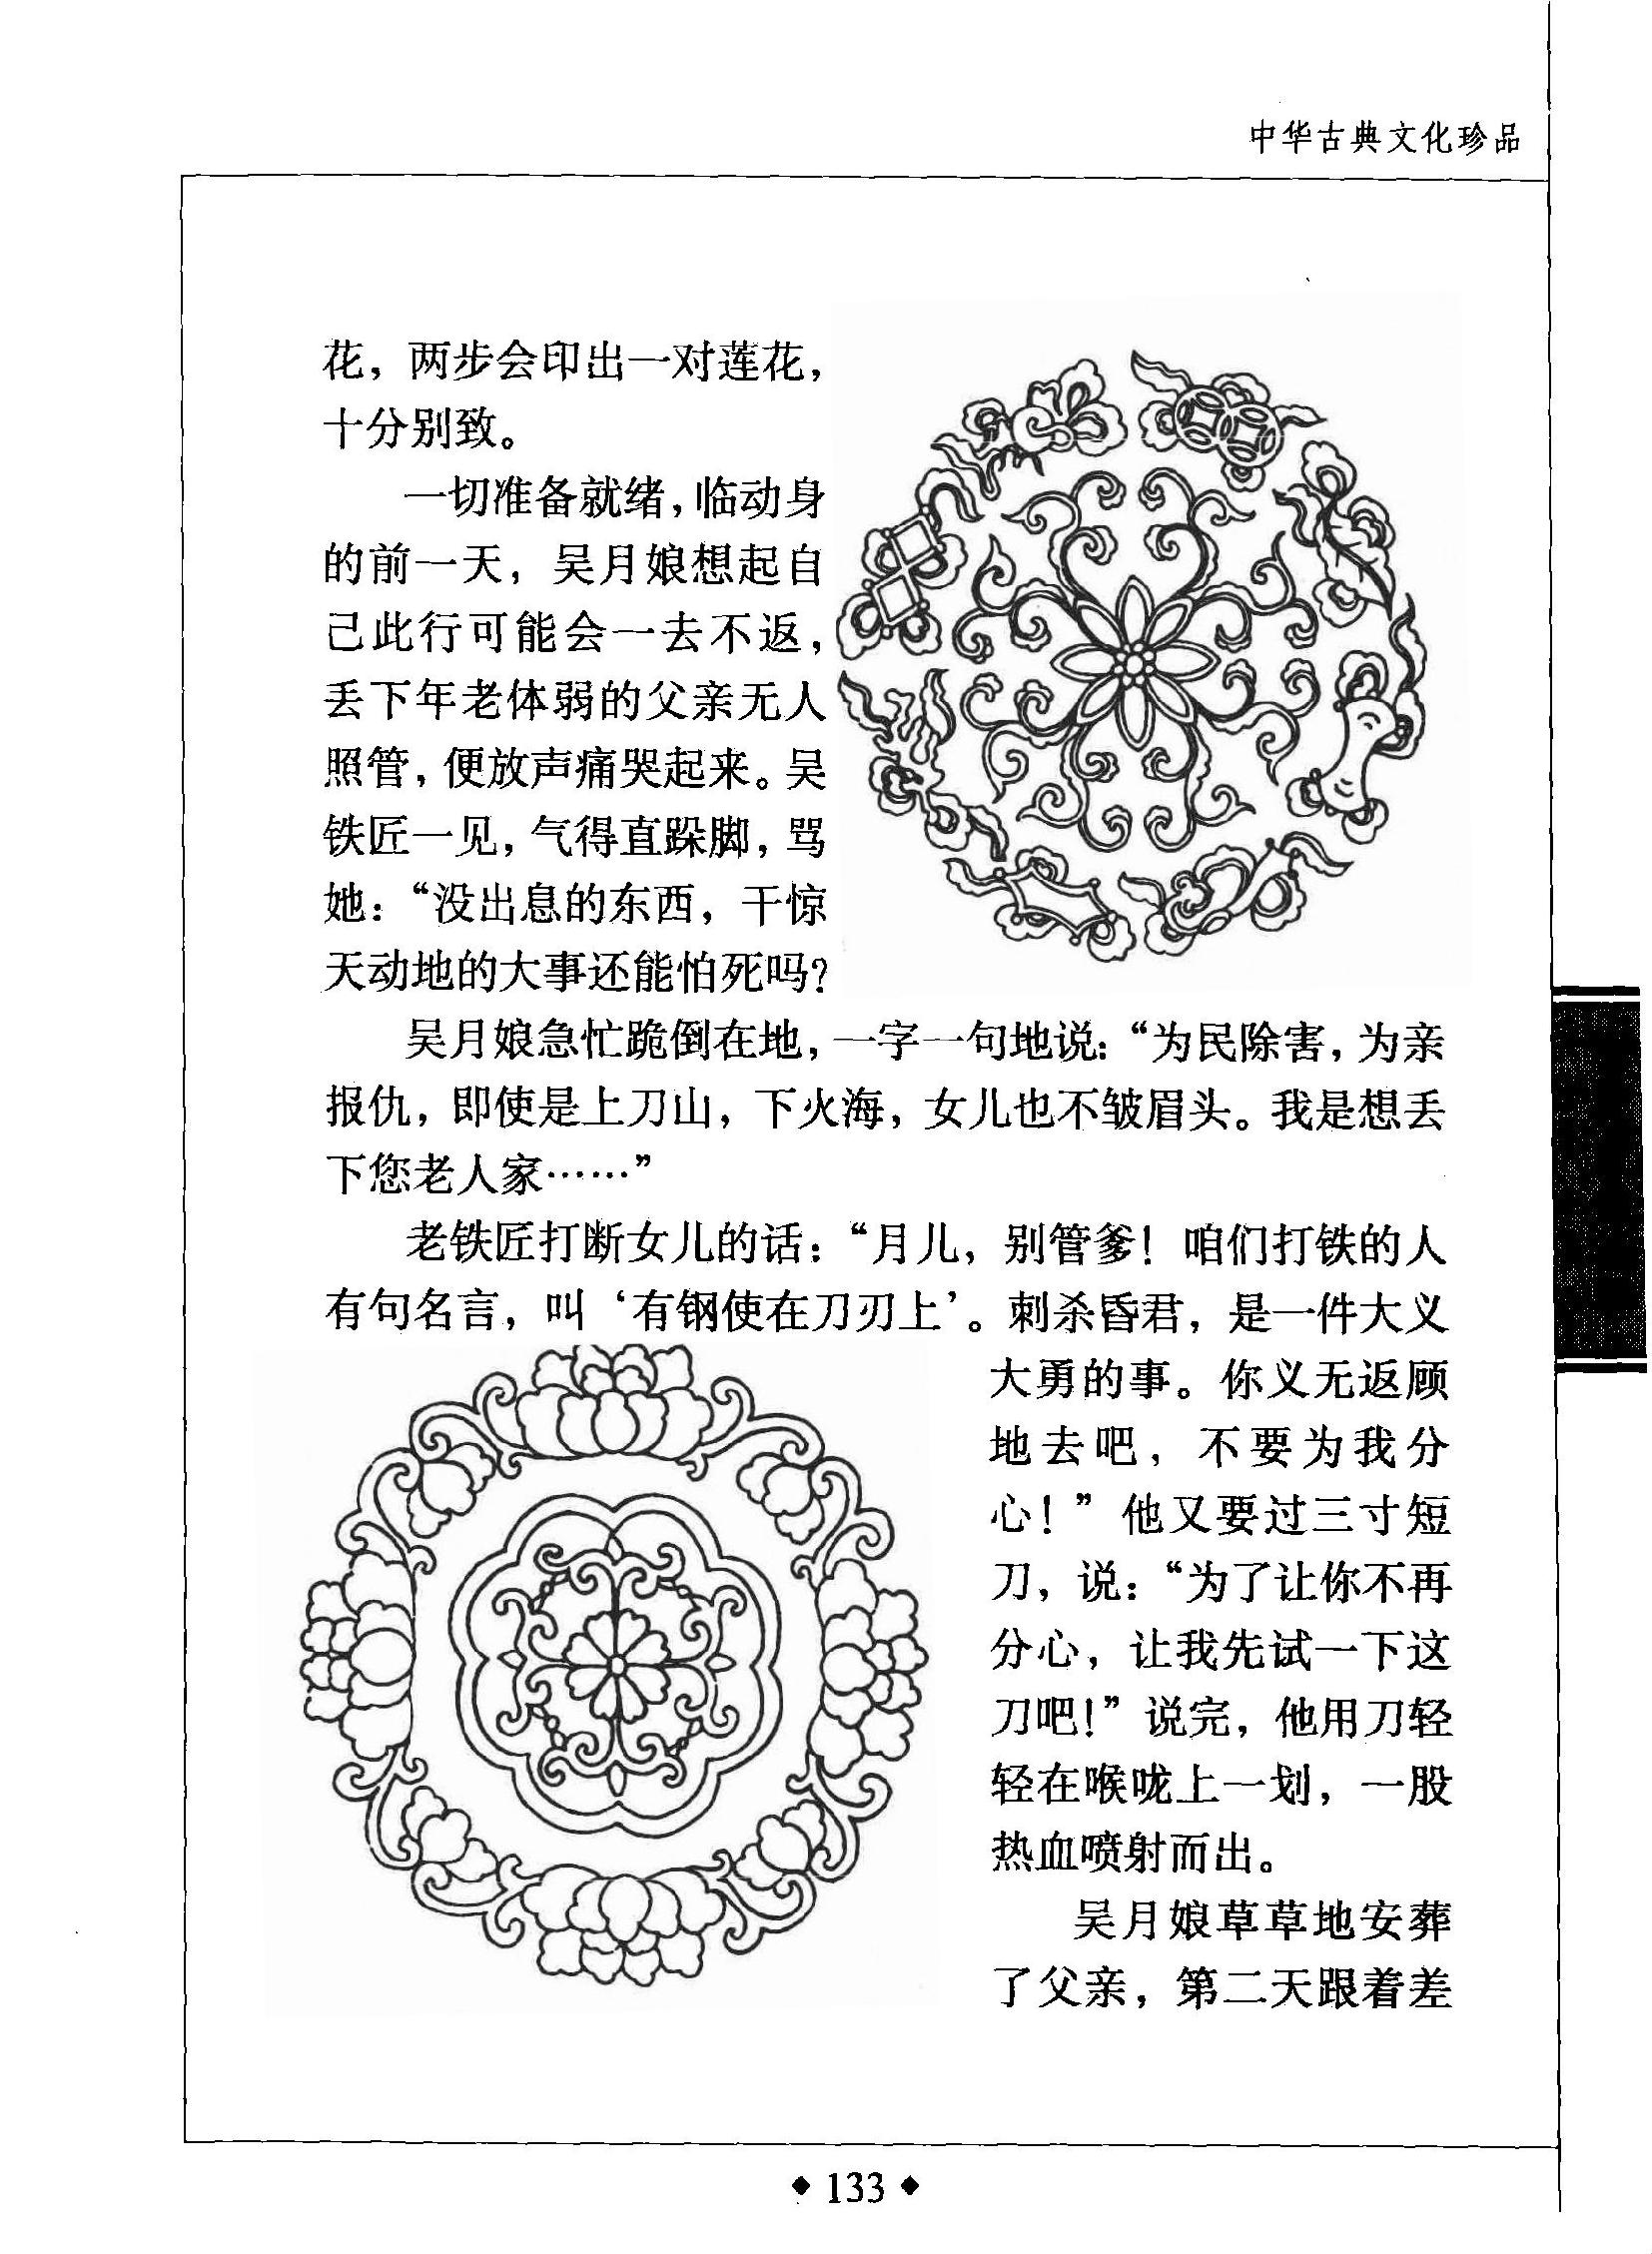 中华古典文化珍品
花，两步会印出一对莲花，
十分别致。
一切准备就绪，临动身
的前一天，吴月娘想起自
己此行可能会一去不返，
丢下年老体弱的父亲无人
照管，便放声痛哭起来。吴
铁匠一见，气得直跺脚，骂
她：“没出息的东西，干惊
天动地的大事还能怕死吗？
吴月娘急忙跪倒在地，一字一句地说：“为民除害，为亲
报仇，即使是上刀山，下火海，女儿也不皱眉头。我是想丢
下您老人家……”
老铁匠打断女儿的话：“月儿，别管爹！咱们打铁的人
有句名言，叫‘有钢使在刀刃上’。刺杀昏君，是一件大义
大勇的事。你义无返顾
地去吧，不要为我分
心！”他又要过三寸短
刀，说：“为了让你不再
分心，让我先试一下这
刀吧！”说完，他用刀轻
轻在喉咙上一划，一股
热血喷射而出。
吴月娘草草地安葬
了父亲，第二天跟着差
◆ 133 ◆